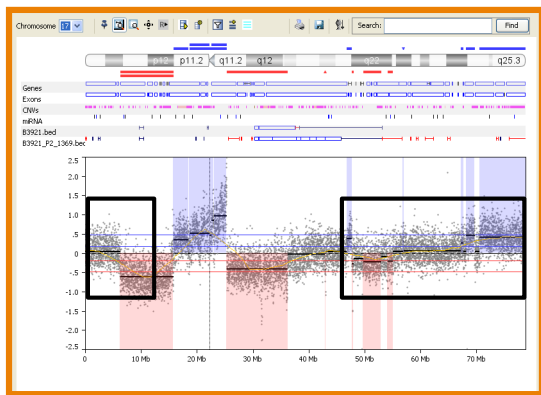 Chromosome 17 Search: Find
p12 p11.2 q11.2 q12 q22 q25.3
Genes
Exons
CNVs
miRNA
B3921.bed
B3921_P2_1369.bec
2.5
2.0
1.5
1.0
.5
0
-0.5
-1.0
-1.5
-2.0
-2.5
0 10 Mb 20 Mb 30 Mb 40 Mb 50 Mb 60 Mb 70 Mb